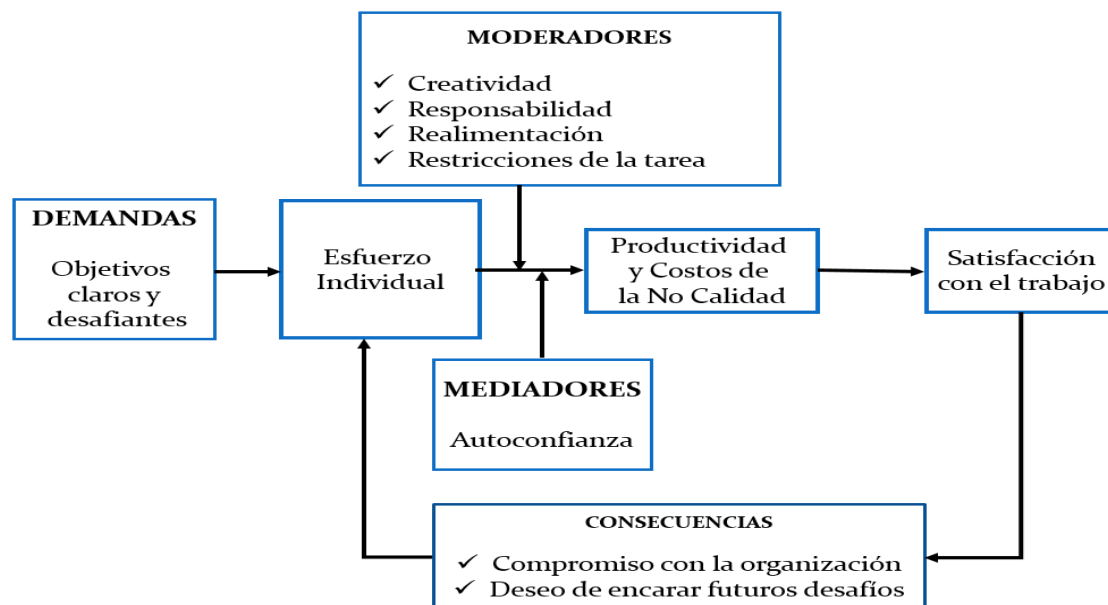 MODERADORES
✓ Creatividad
✓ Responsabilidad
✓ Realimentación
✓ Restricciones de la tarea
DEMANDAS
Objetivos
claros y
desafiantes
Esfuerzo
Individual
Productividad
y Costos de
la No Calidad
Satisfacción
con el trabajo
MEDIADORES
Autoconfianza
CONSECUENCIAS
✓ Compromiso con la organización
✓ Deseo de encarar futuros desafíos